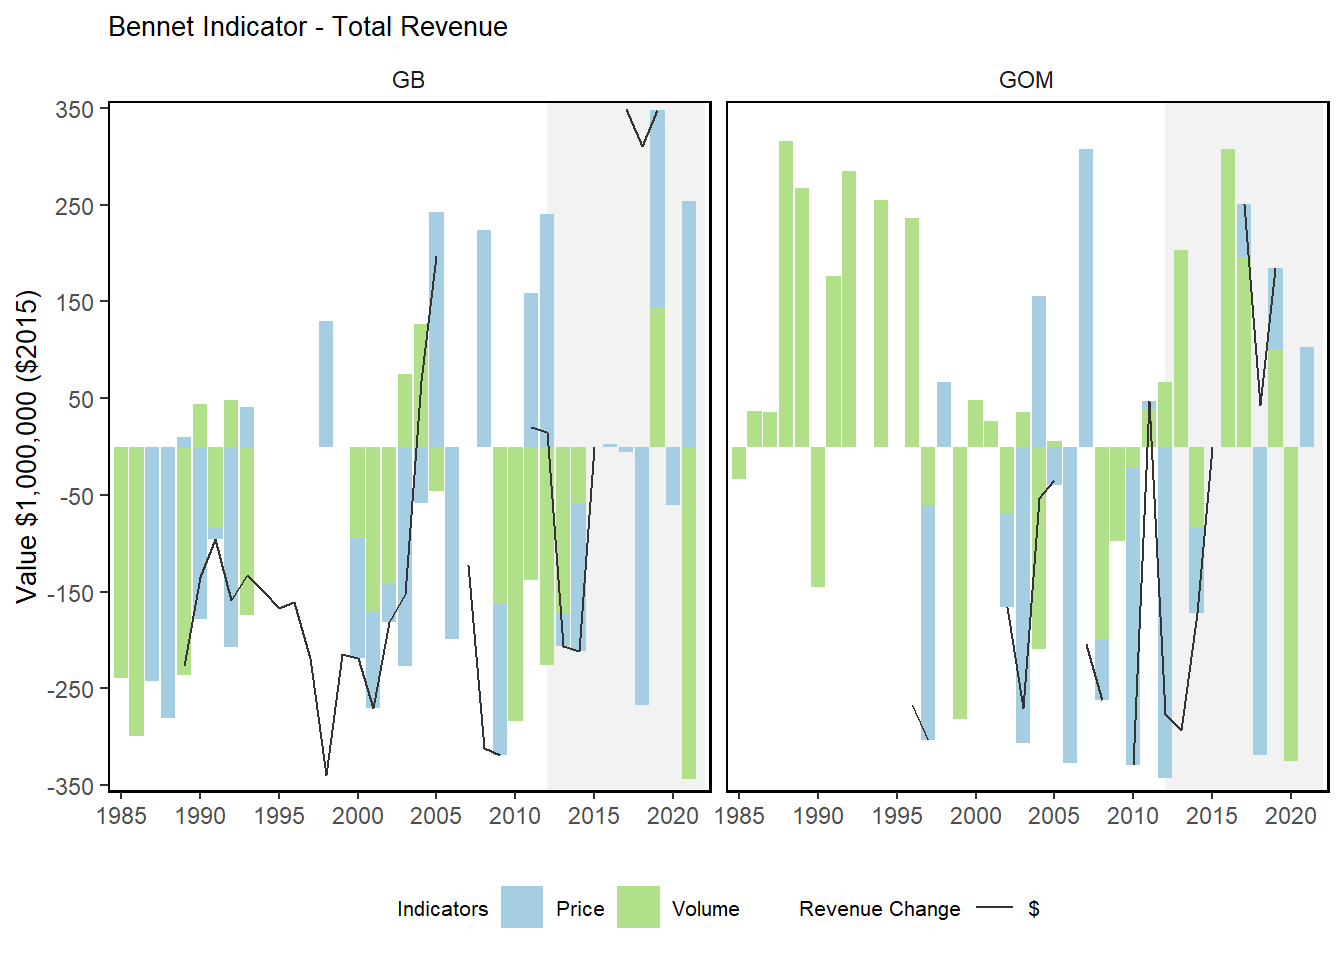 Bennet Indicator - Total Revenue
GB
GOM
Value $1,000,000 ($2015)
350
250
150
50
-50
-150
-250
-350
1985 1990 1995 2000 2005 2010 2015 2020
1985 1990 1995 2000 2005 2010 2015 2020
Indicators Price Volume Revenue Change $